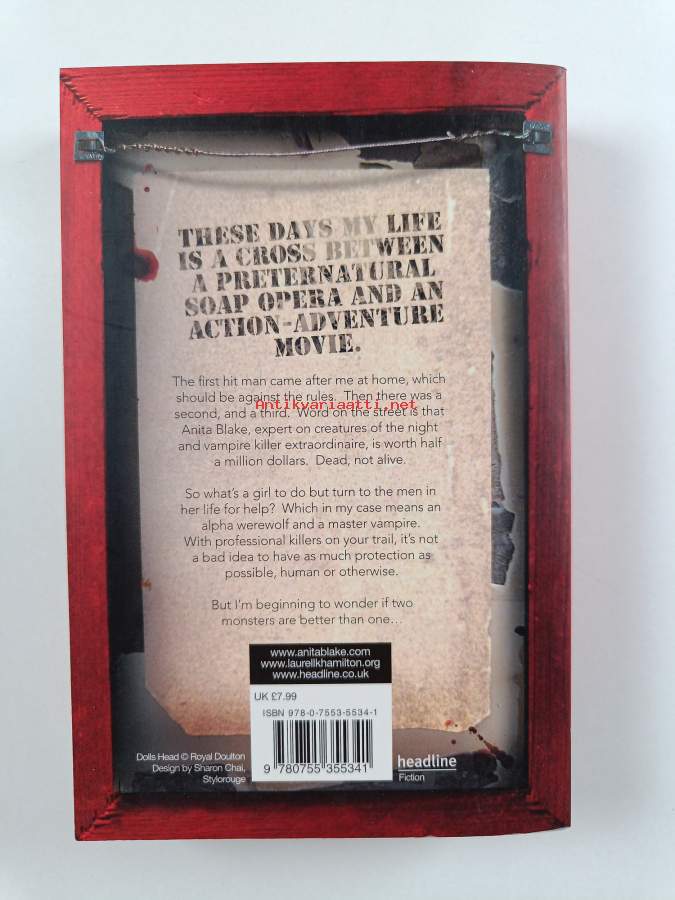 THESE DAYS MY LIFE
IS A CROSS BETWEEN
A PRETERNATURAL
SOAP OPERA AND AN
ACTION-ADVENTURE
MOVIE.
The first hit man came after me at home, which
should be against the rules. Then there was a
Antikvariaatti.net
second, and a third. Word on the street is that
Anita Blake, expert on creatures of the night
and vampire killer extraordinaire, is worth half
a million dollars. Dead, not alive.
So what's a girl to do but turn to the men in
her life for help? Which in my case means an
alpha werewolf and a master vampire.
With professional killers on your trail, it's not
a bad idea to have as much protection as
possible, human or otherwise.
But I'm beginning to wonder if two
monsters are better than one...
www.anitablake.com
www.laurellkhamilton.org
www.headline.co.uk
UK £7.99
ISBN 978-0-7553-5534-1
9 780755 355341
Dolls Head © Royal Doulton
Design by Sharon Chai,
Stylorouge
headline
Fiction